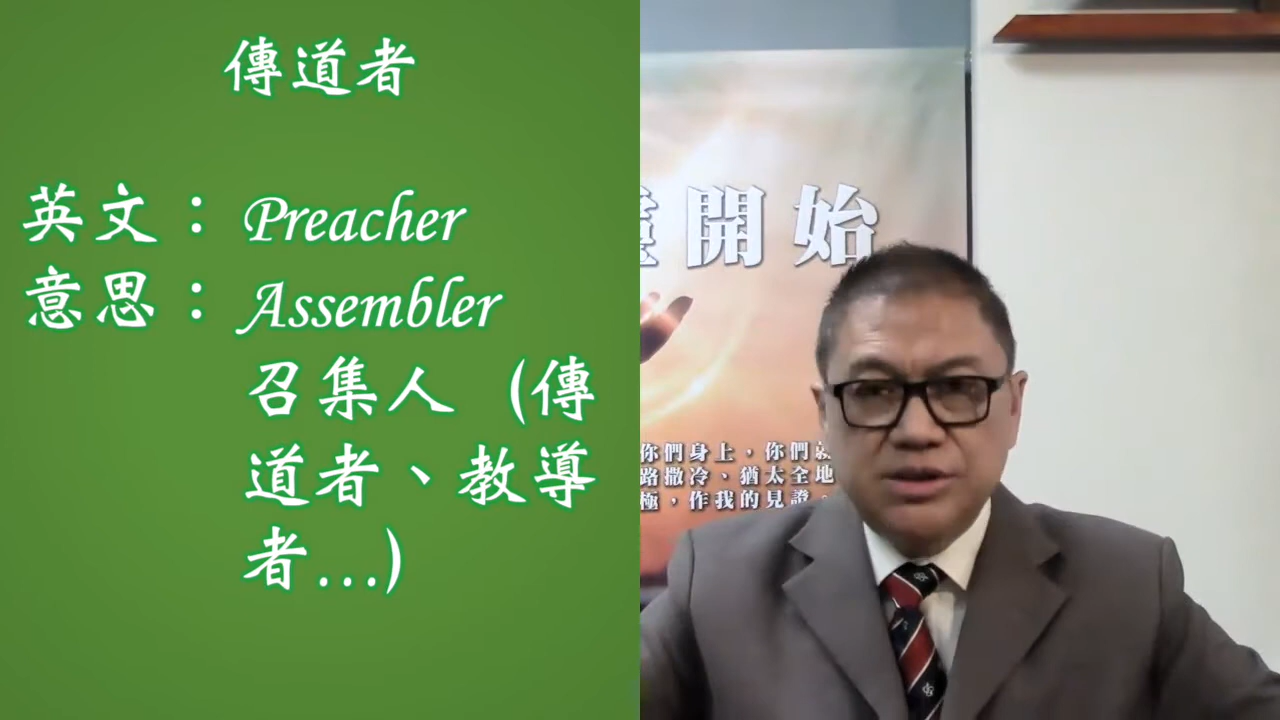 傳道者
英文：Preacher
意思：Assembler
召集人（傳
道者、教導
者…)
開始
你們身上，你們就
路撒冷、猶太全地
極，作我的見證。